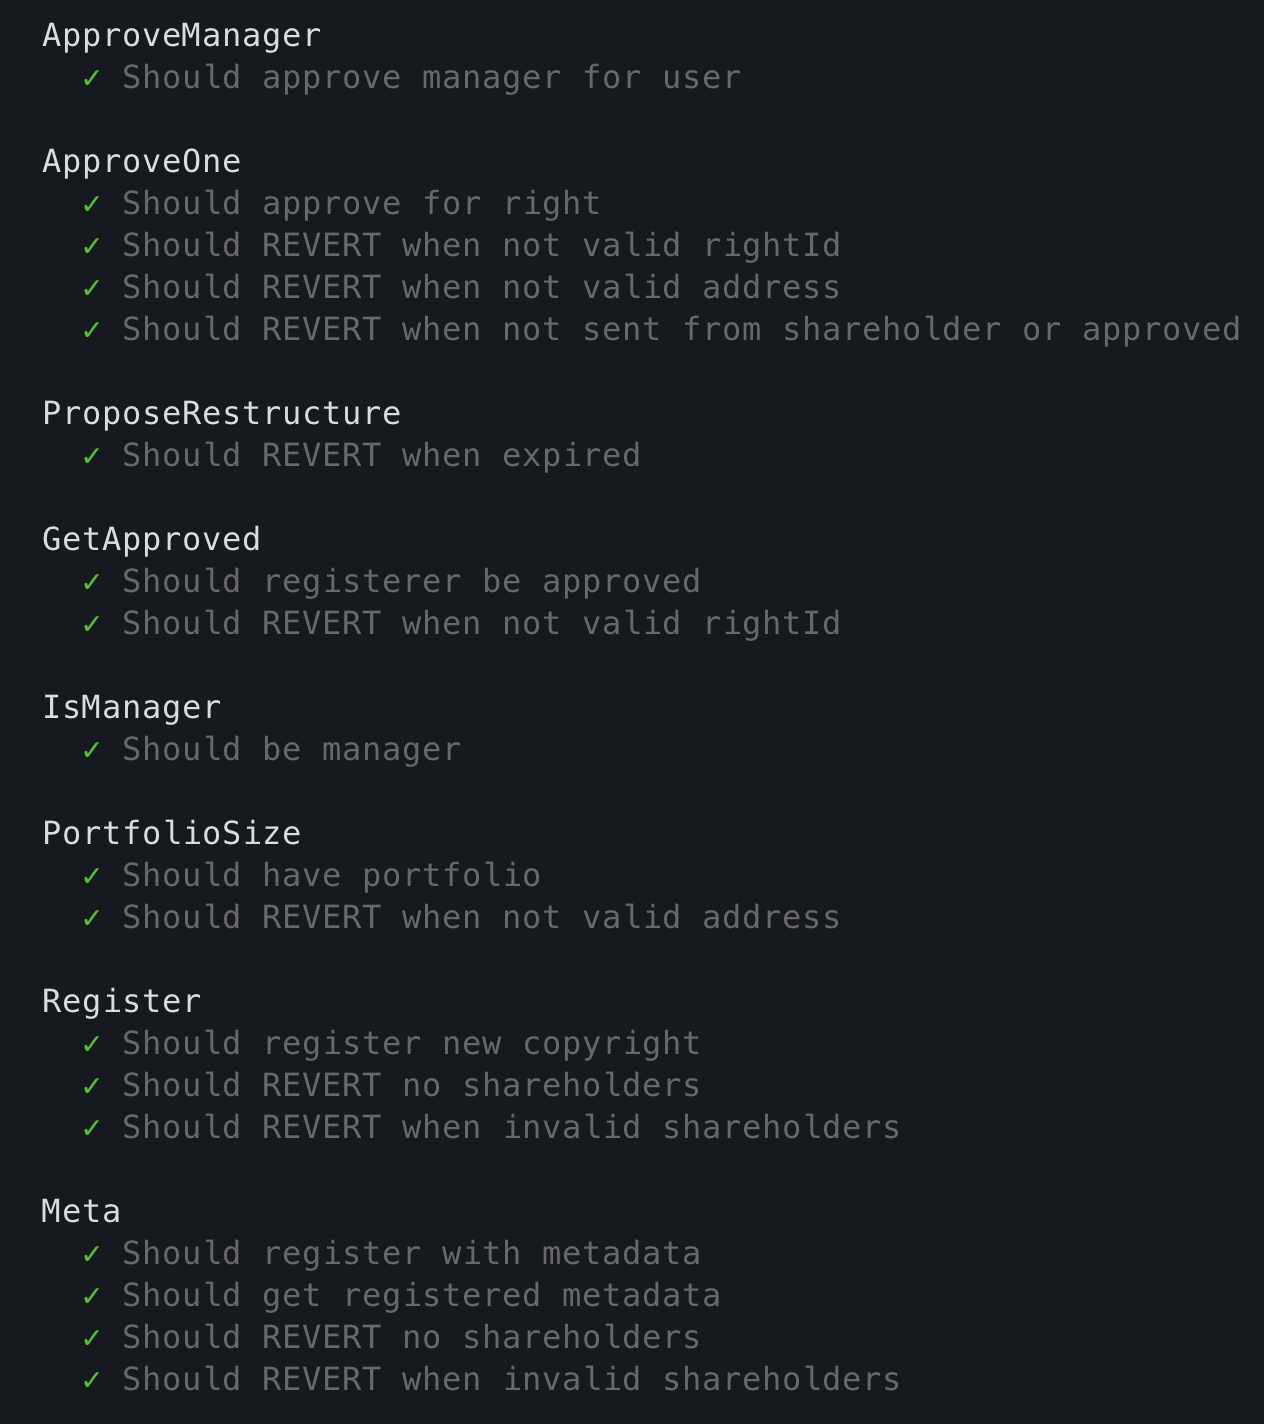 ApproveManager
✓ Should approve manager for user
ApproveOne
✓ Should approve for right
✓ Should REVERT when not valid rightId
✓ Should REVERT when not valid address
✓ Should REVERT when not sent from shareholder or approved
ProposeRestructure
✓ Should REVERT when expired
GetApproved
✓ Should registerer be approved
✓ Should REVERT when not valid rightId
IsManager
✓ Should be manager
PortfolioSize
✓ Should have portfolio
✓ Should REVERT when not valid address
Register
✓ Should register new copyright
✓ Should REVERT no shareholders
✓ Should REVERT when invalid shareholders
Meta
✓ Should register with metadata
✓ Should get registered metadata
✓ Should REVERT no shareholders
✓ Should REVERT when invalid shareholders